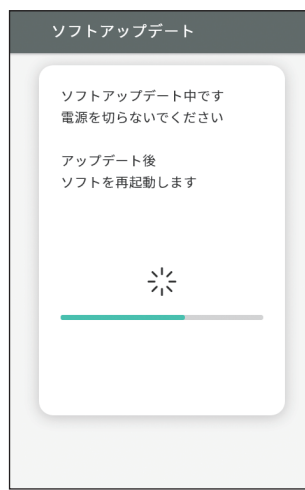 ソフトアップデート
ソフトアップデート中です
電源を切らないでください
アップデート後
ソフトを再起動します